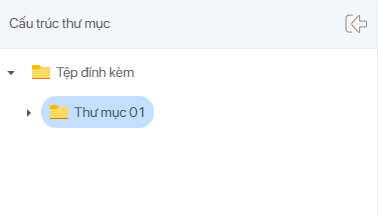 Cấu trúc thư mục
Tệp đính kèm
Thư mục 01